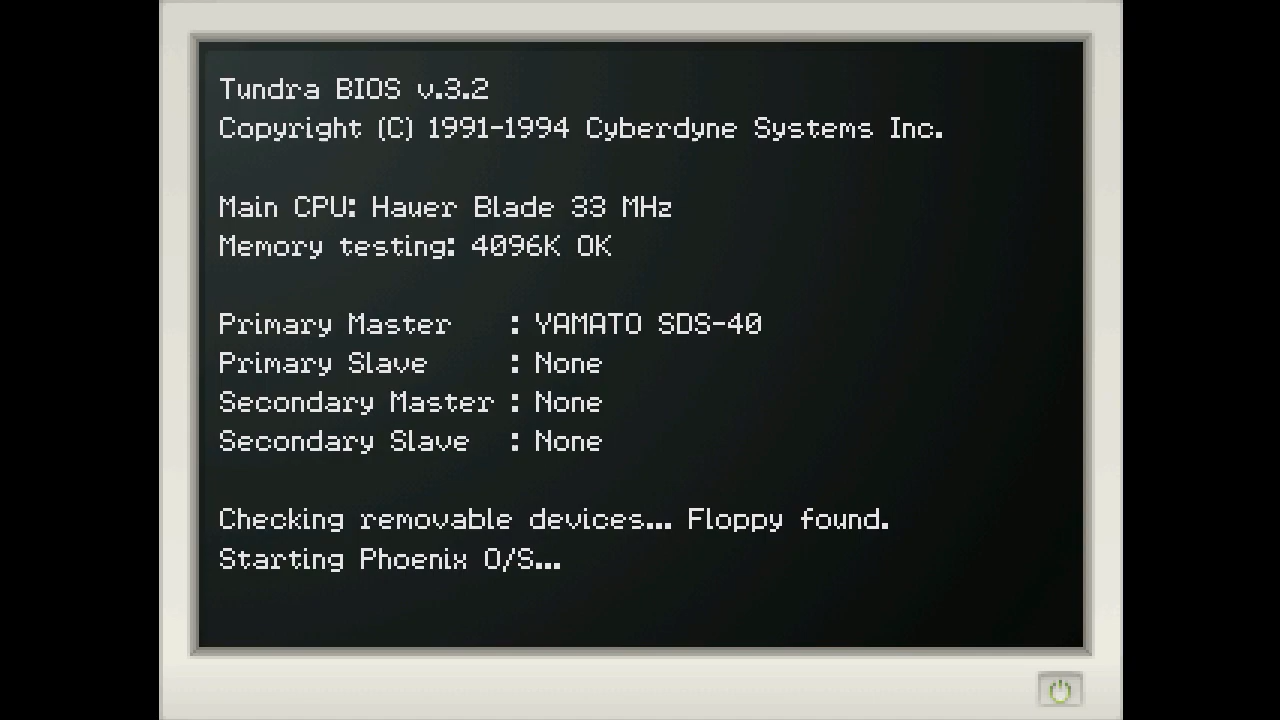 Tundra BIOS v.3.2
Copyright (C) 1991-1994 Cyberdyne Systems Inc.
Main CPU: Hauer Blade 33 MHz
Memory testing: 4096K OK
Primary Master : YAMATO SDS-40
Primary Slave : None
Secondary Master : None
Secondary Slave : None
Checking removable devices... Floppy found.
Starting Phoenix O/S...